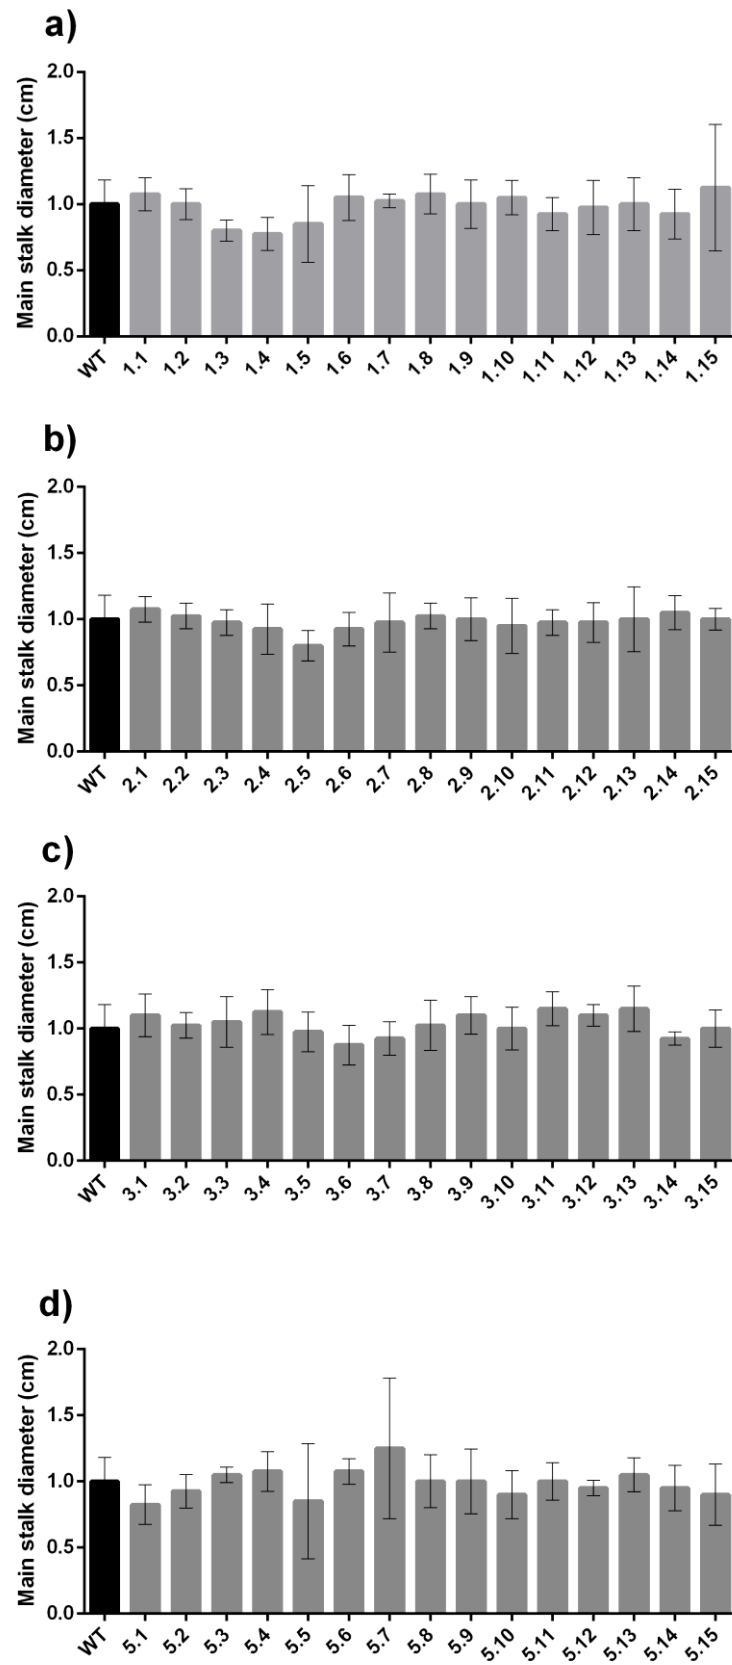 a)
Main stalk diameter (cm)
2.0
1.5
1.0
0.5
0.0
WT 1.1 1.2 1.3 1.4 1.5 1.6 1.7 1.8 1.9 1.10 1.11 1.12 1.13 1.14 1.15
b)
Main stalk diameter (cm)
2.0
1.5
1.0
0.5
0.0
WT 2.1 2.2 2.3 2.4 2.5 2.6 2.7 2.8 2.9 2.10 2.11 2.12 2.13 2.14 2.15
c)
Main stalk diameter (cm)
2.0
1.5
1.0
0.5
0.0
WT 3.1 3.2 3.3 3.4 3.5 3.6 3.7 3.8 3.9 3.10 3.11 3.12 3.13 3.14 3.15
d)
Main stalk diameter (cm)
2.0
1.5
1.0
0.5
0.0
WT 5.1 5.2 5.3 5.4 5.5 5.6 5.7 5.8 5.9 5.10 5.11 5.12 5.13 5.14 5.15